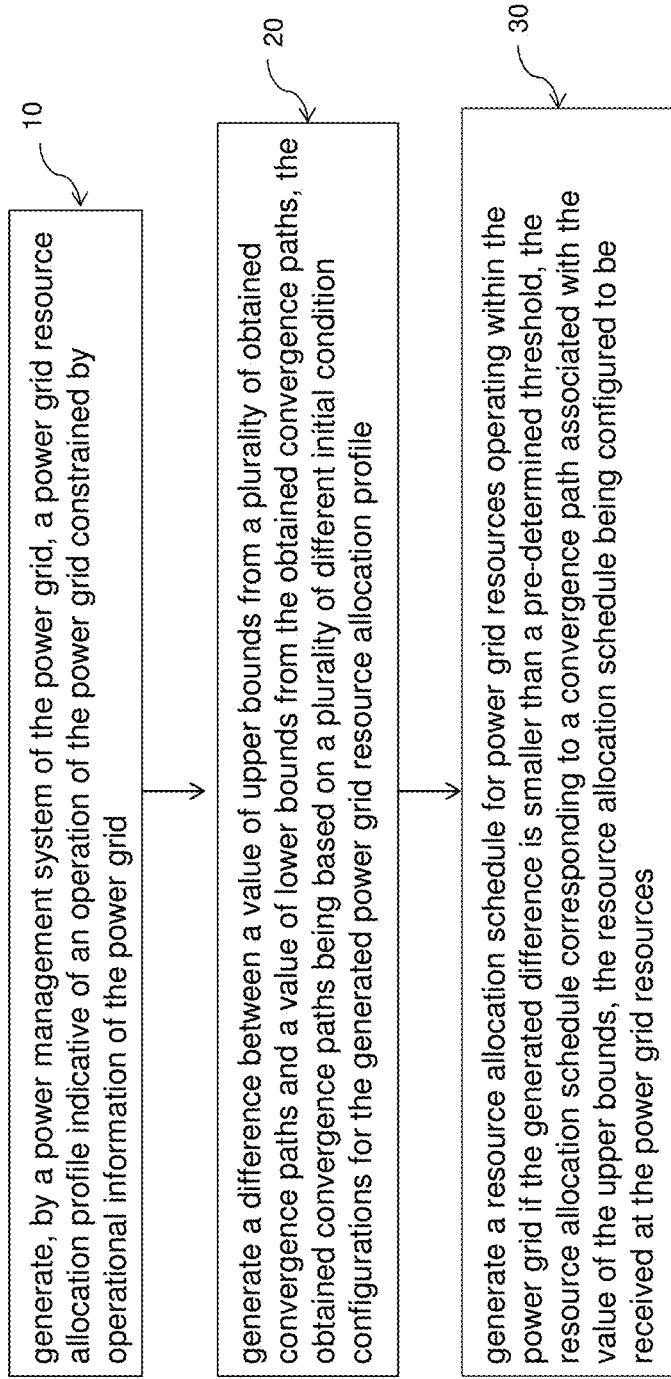 generate, by a power management system of the power grid, a power grid resource
allocation profile indicative of an operation of the power grid constrained by
operational information of the power grid
10
generate a difference between a value of upper bounds from a plurality of obtained
convergence paths and a value of lower bounds from the obtained convergence paths, the
obtained convergence paths being based on a plurality of different initial condition
configurations for the generated power grid resource allocation profile
20
generate a resource allocation schedule for power grid resources operating within the
power grid if the generated difference is smaller than a pre-determined threshold, the
resource allocation schedule corresponding to a convergence path associated with the
value of the upper bounds, the resource allocation schedule being configured to be
received at the power grid resources
30